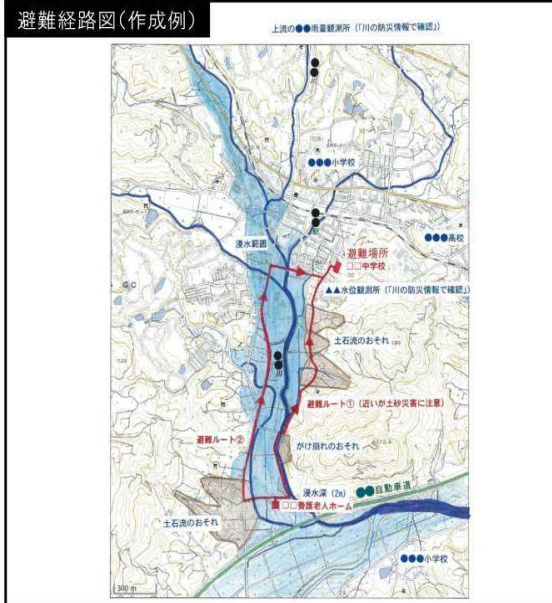 避難経路図(作成例)
上流の●●雨量観測所(「川の防災情報で確認」)
●●川
●●●小学校
●●川
●●●高校
浸水範囲
避難場所
□□中学校
▲▲水位観測所(「川の防災情報で確認」)
GC
土石流のおそれ
●●川
避難ルート①(近いが土砂災害に注意)
避難ルート②
がけ崩れのおそれ
浸水深(2m)
●●自動車道
□□養護老人ホーム
土石流のおそれ
●●●小学校
300 m